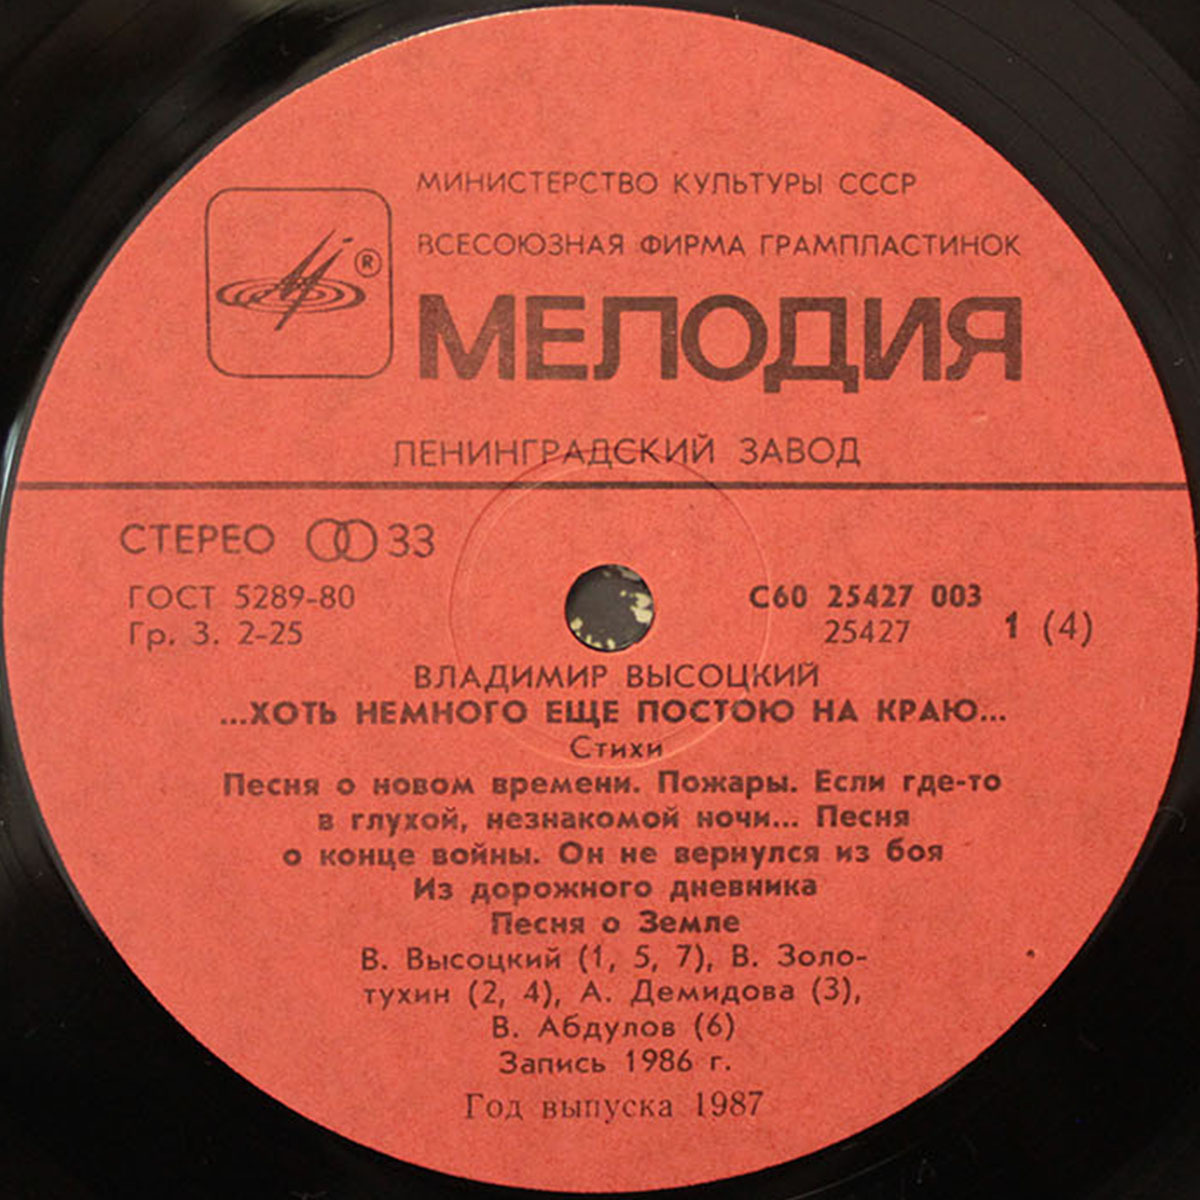 МИНИСТЕРСТВО КУЛЬТУРЫ СССР
ВСЕСОЮЗНАЯ ФИРМА ГРАМПЛАСТИНОК
®
МЕЛОДИЯ
ЛЕНИНГРАДСКИЙ ЗАВОД
СТЕРЕО 33
ГОСТ 5289-80
Гр. 3. 2-25
С60 25427 003
25427 1 (4)
ВЛАДИМИР ВЫСОЦКИЙ
...ХОТЬ НЕМНОГО ЕЩЕ ПОСТОЮ НА КРАЮ...
Стихи
Песня о новом времени. Пожары. Если где-то
в глухой, незнакомой ночи... Песня
о конце войны. Он не вернулся из боя
Из дорожного дневника
Песня о Земле
В. Высоцкий (1, 5, 7), В. Золо-
тухин (2, 4), А. Демидова (3),
В. Абдулов (6)
Запись 1986 г.
Год выпуска 1987